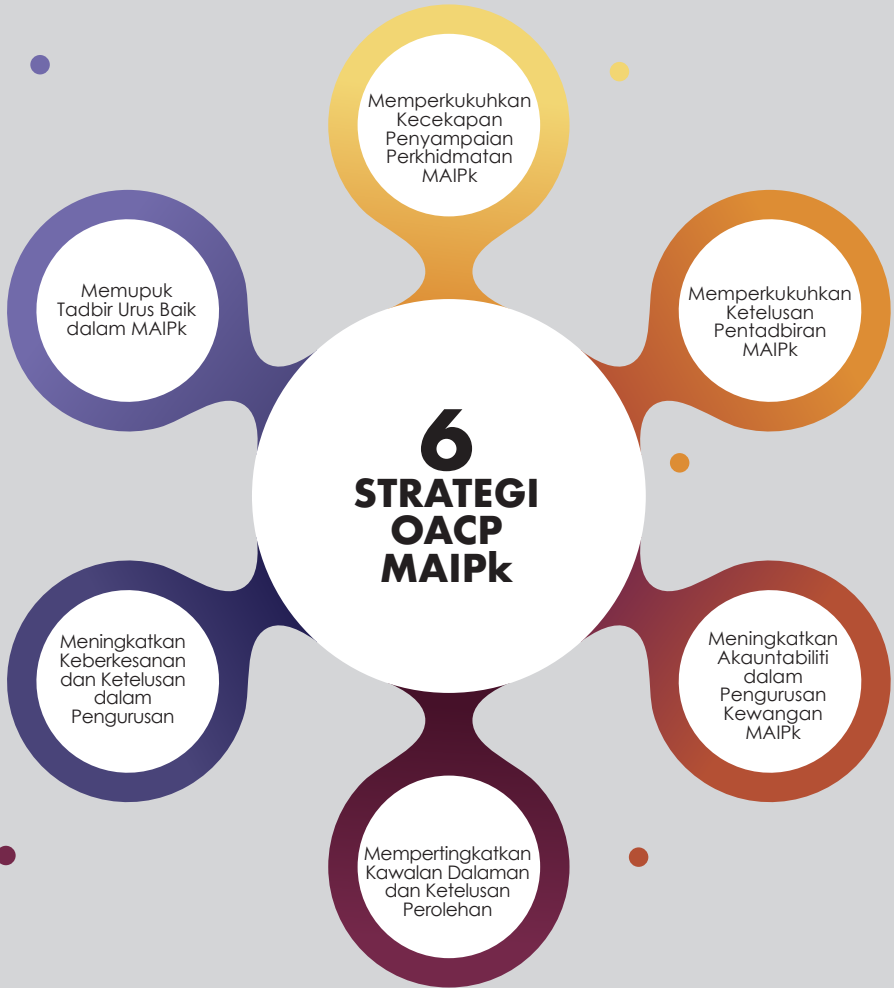 Memperkukuhkan
Kecekapan
Penyampaian
Perkhidmatan
MAIPk
Memperkukuhkan
Ketelusan
Pentadbiran
MAIPk
Meningkatkan
Akauntabiliti
dalam
Pengurusan
Kewangan
MAIPk
Mempertingkatkan
Kawalan Dalaman
dan Ketelusan
Perolehan
Meningkatkan
Keberkesanan
dan Ketelusan
dalam
Pengurusan
Memupuk
Tadbir Urus Baik
dalam MAIPk
6
STRATEGI
OACP
MAIPk